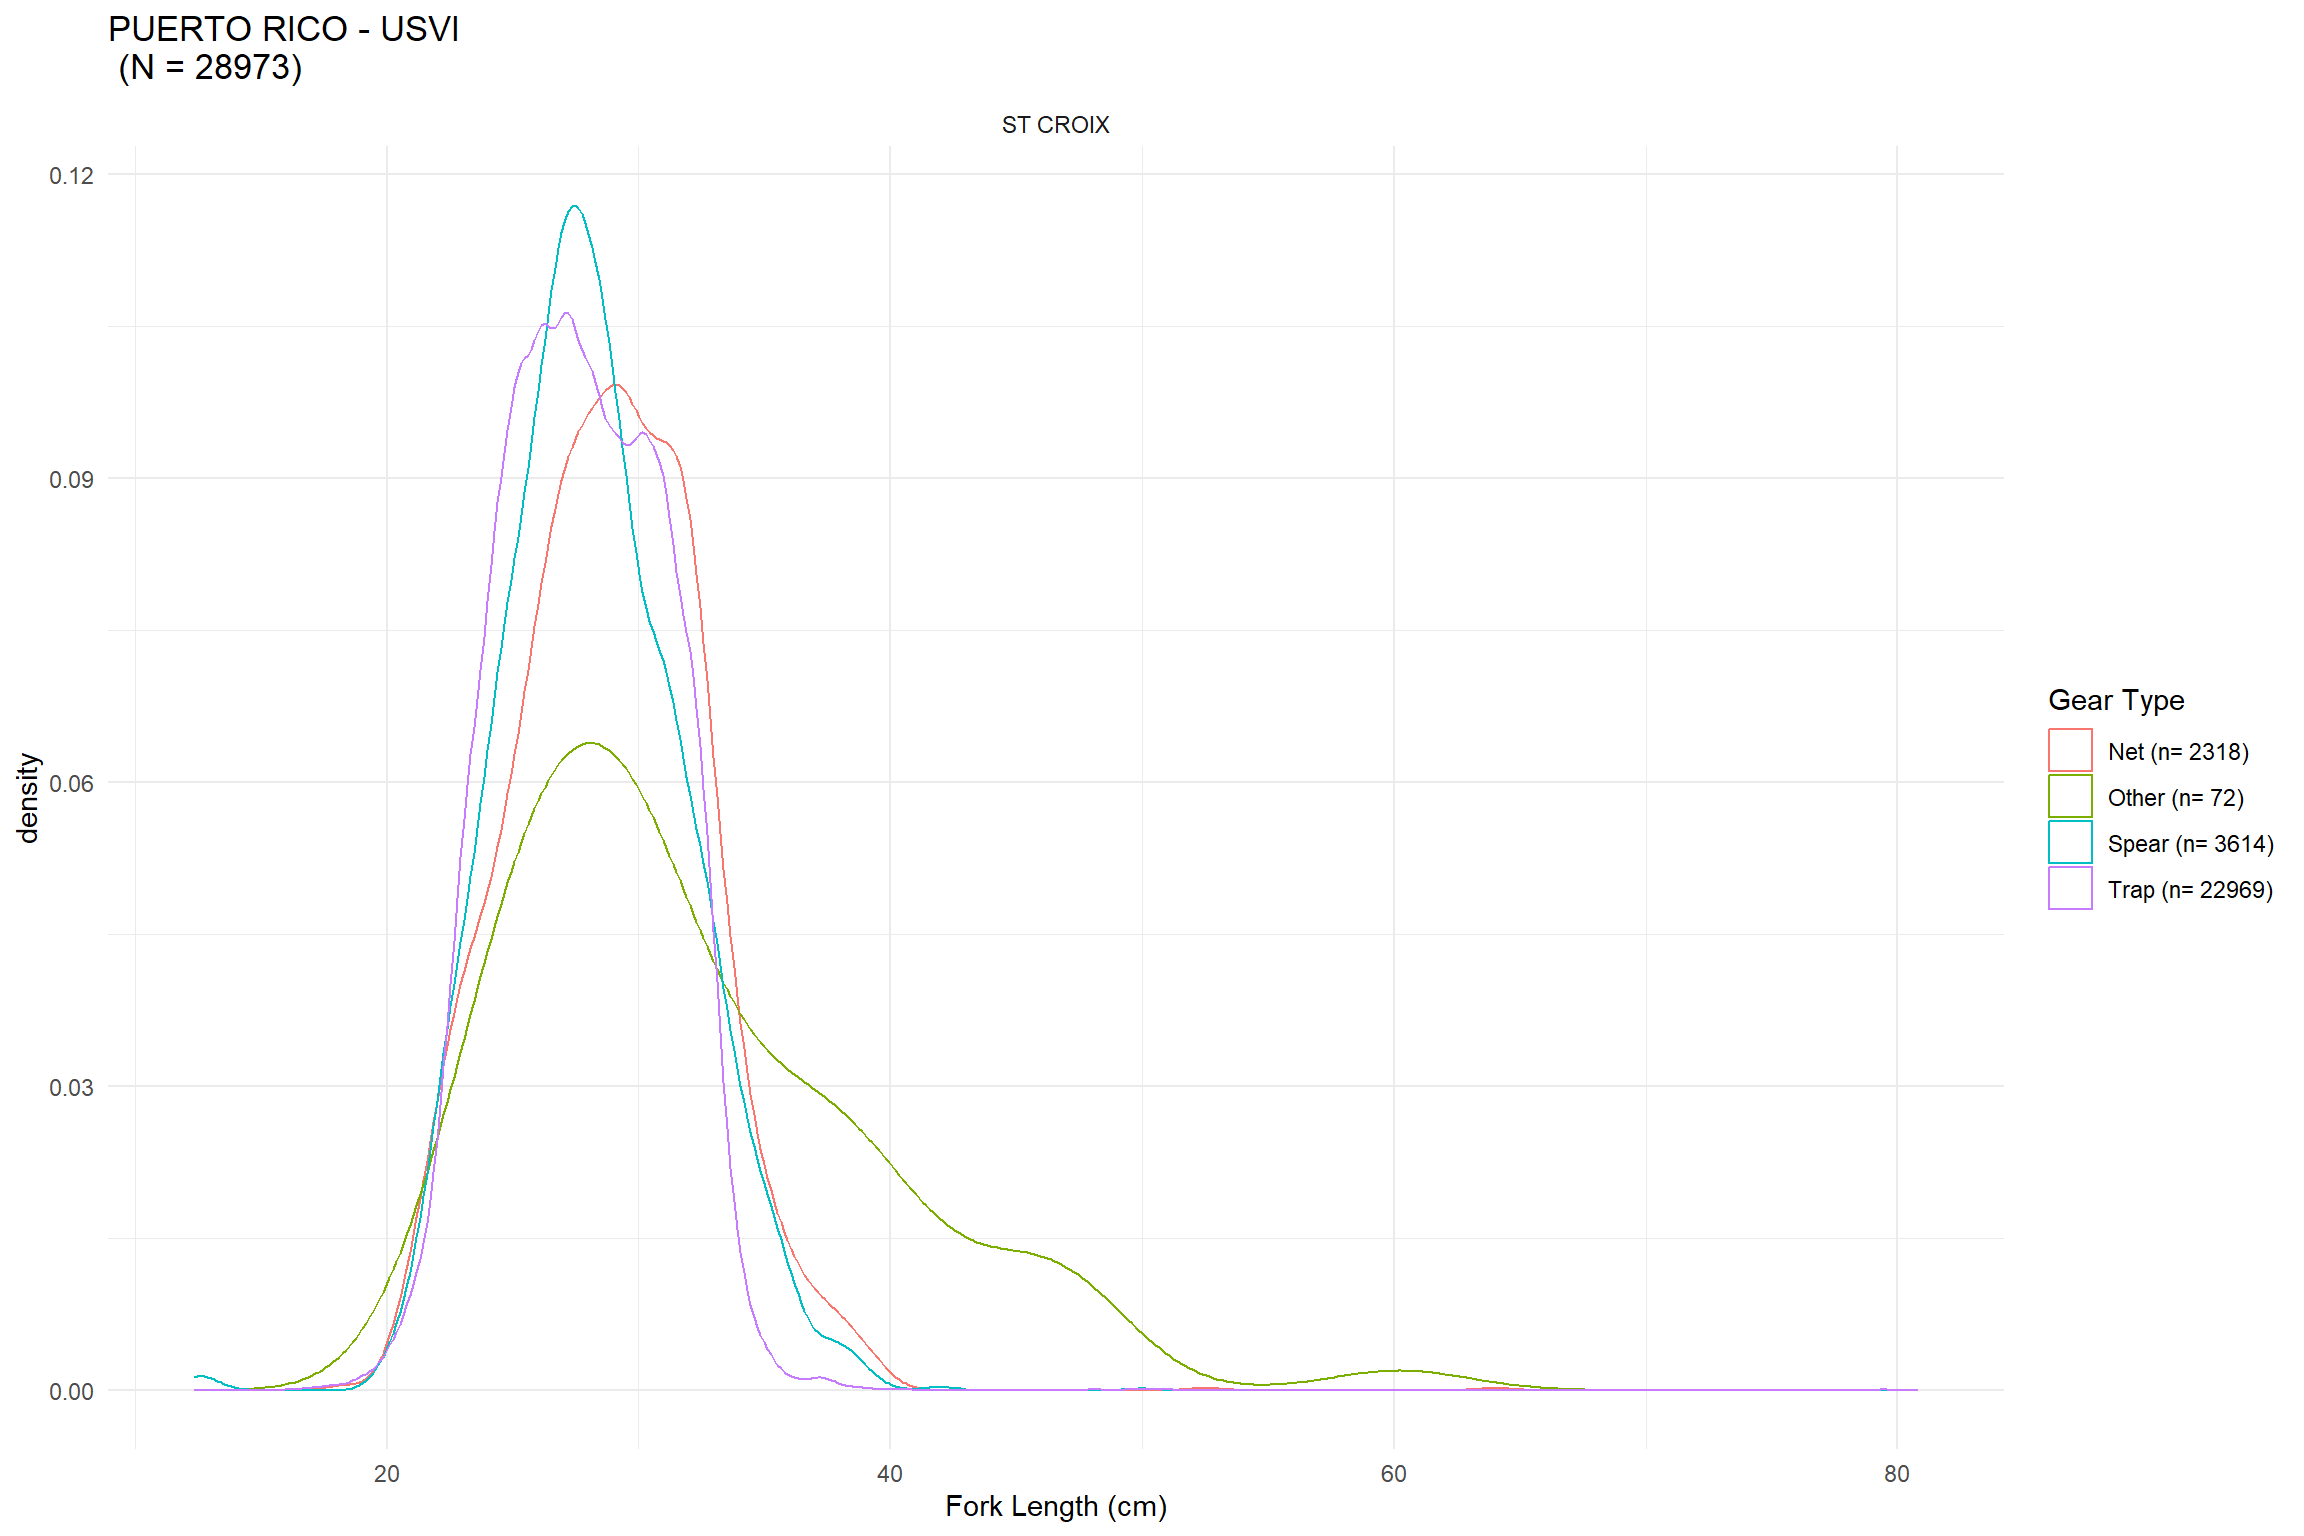 PUERTO RICO - USVI
(N = 28973)
ST CROIX
0.12
0.09
0.06
0.03
0.00
density
20 40 60 80
Fork Length (cm)
Gear Type
Net (n= 2318)
Other (n= 72)
Spear (n= 3614)
Trap (n= 22969)